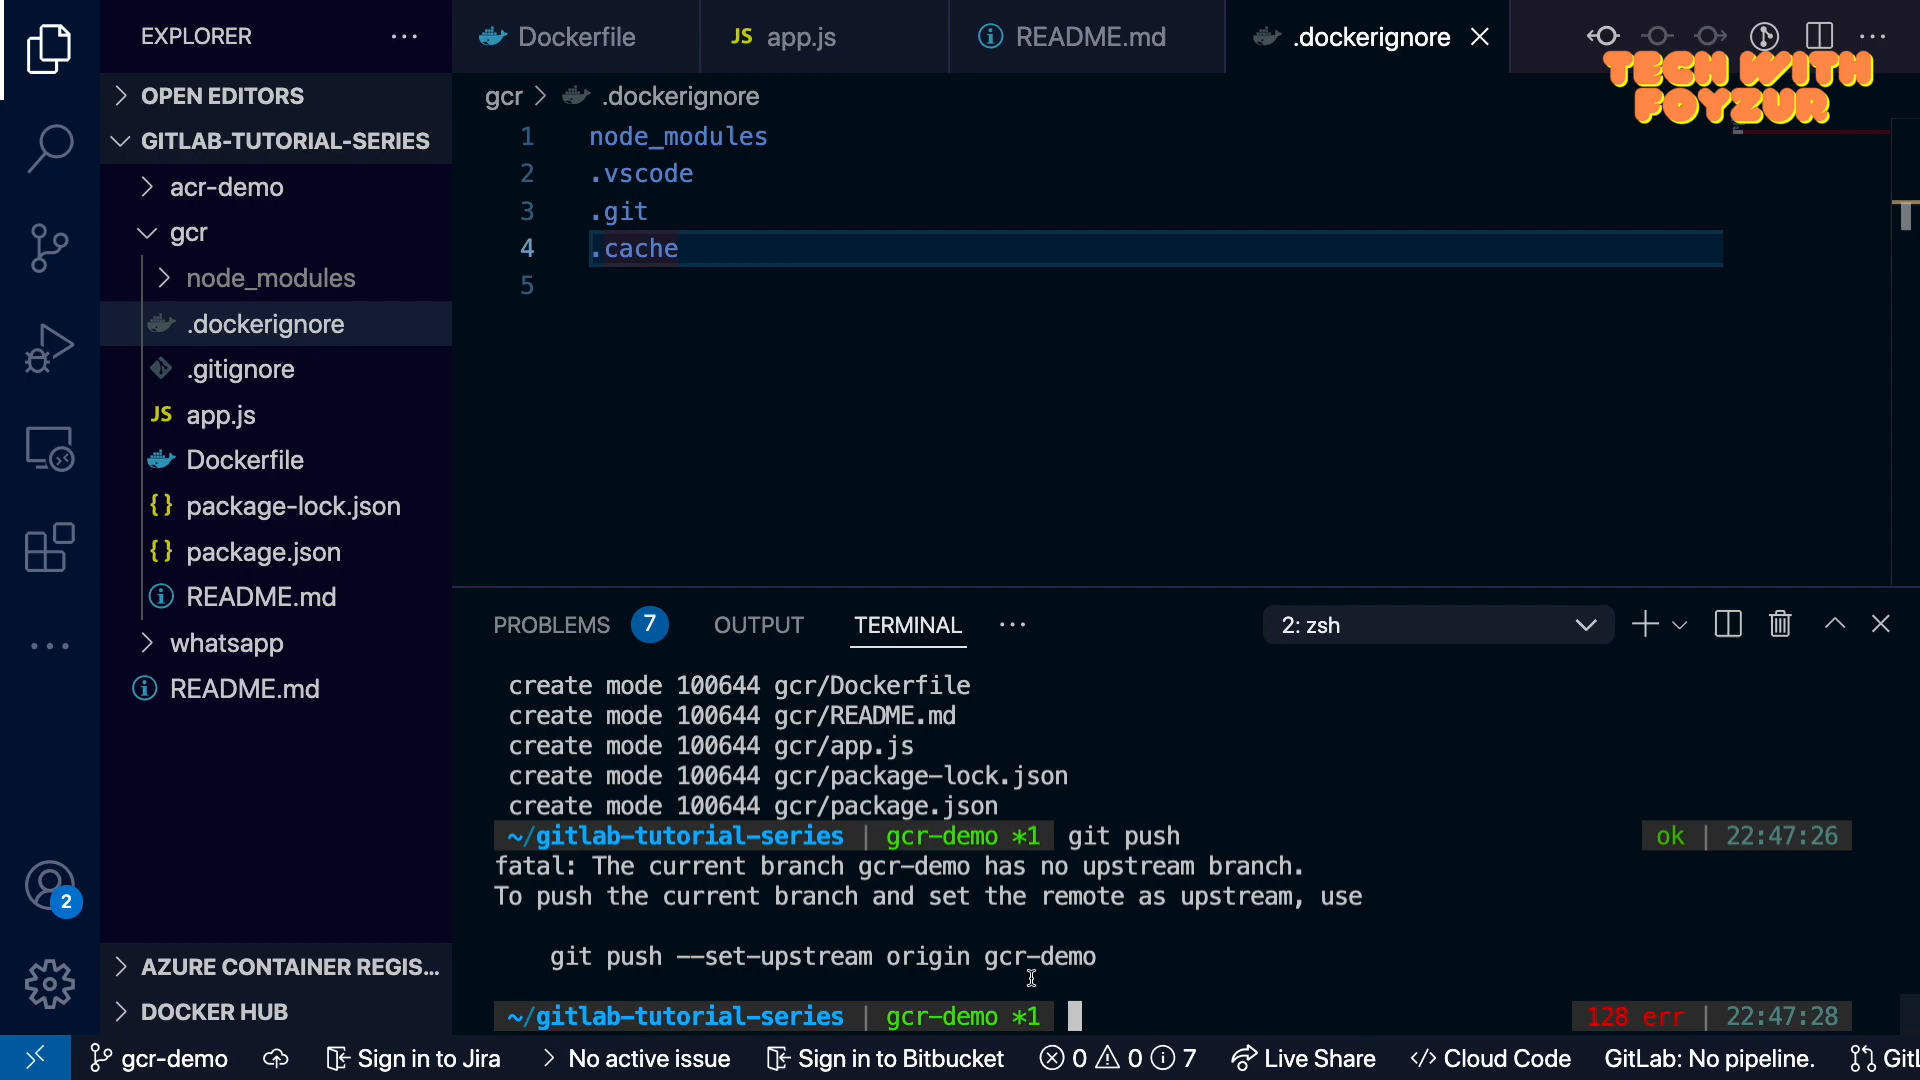 EXPLORER
OPEN EDITORS
GITLAB-TUTORIAL-SERIES
acr-demo
gcr
node_modules
.dockerignore
.gitignore
JS app.js
Dockerfile
{} package-lock.json
{} package.json
README.md
whatsapp
README.md
AZURE CONTAINER REGIS...
DOCKER HUB
2
Dockerfile
JS app.js
README.md
.dockerignore
TECH WITH
FOYZUR
gcr > .dockerignore
1 node_modules
2 .vscode
3 .git
4 .cache
5
PROBLEMS 7 OUTPUT TERMINAL ... 2: zsh
create mode 100644 gcr/Dockerfile
create mode 100644 gcr/README.md
create mode 100644 gcr/app.js
create mode 100644 gcr/package-lock.json
create mode 100644 gcr/package.json
~/gitlab-tutorial-series | gcr-demo *1 git push ok | 22:47:26
fatal: The current branch gcr-demo has no upstream branch.
To push the current branch and set the remote as upstream, use
git push --set-upstream origin gcr-demo
~/gitlab-tutorial-series | gcr-demo *1 128 err | 22:47:28
gcr-demo Sign in to Jira > No active issue Sign in to Bitbucket 0 0 7 Live Share </> Cloud Code GitLab: No pipeline. GitL